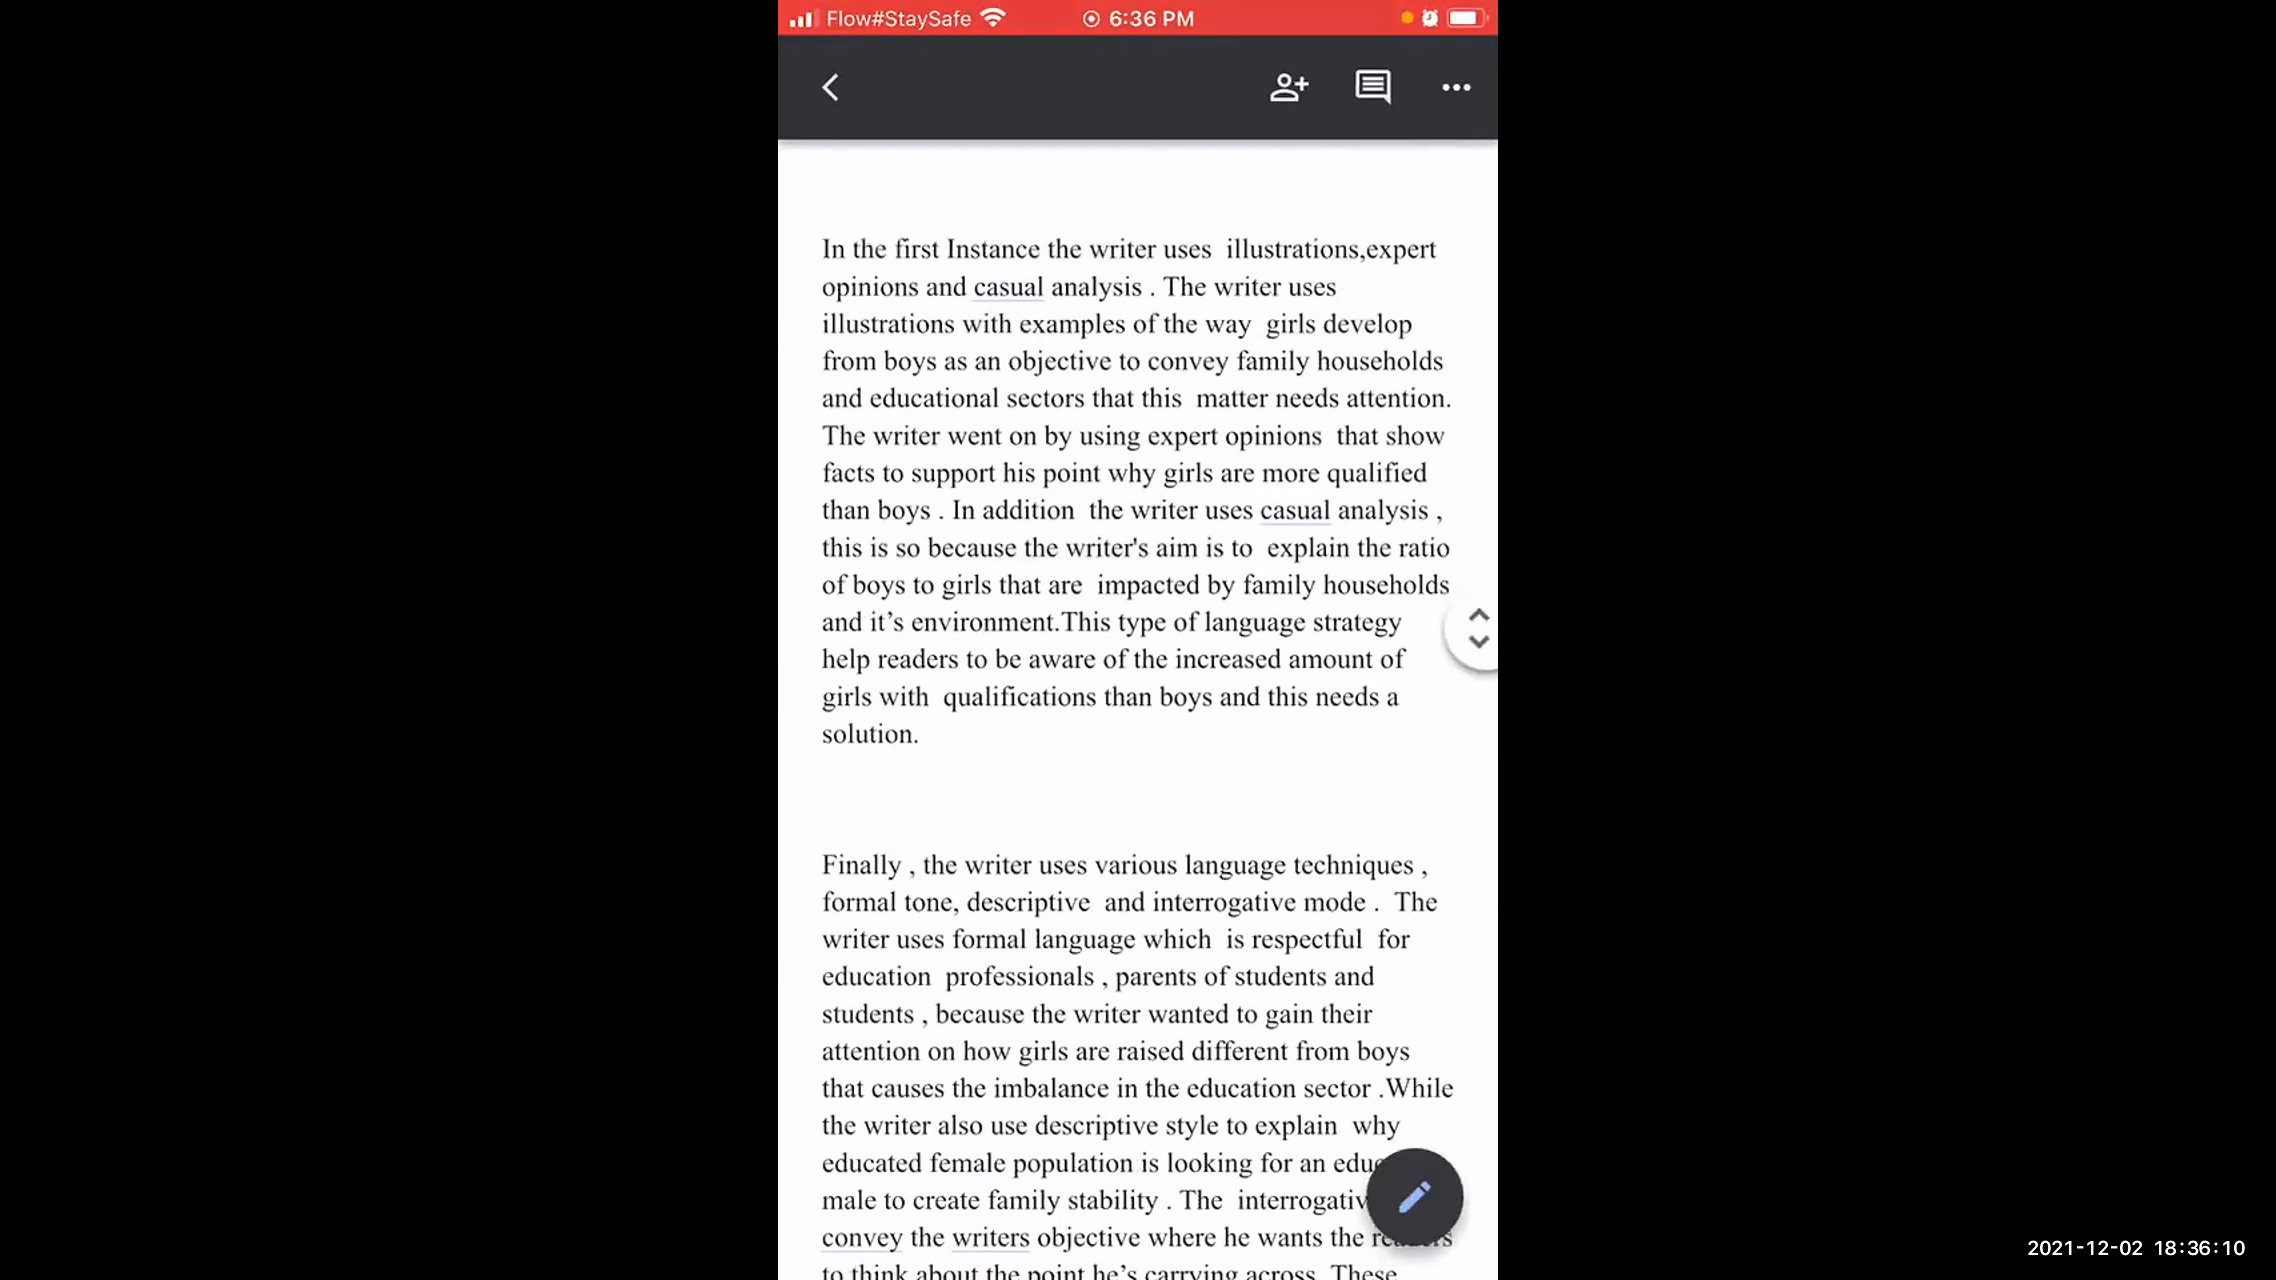 Flow#StaySafe 6:36 PM
In the first Instance the writer uses  illustrations,expert
opinions and casual analysis . The writer uses
illustrations with examples of the way  girls develop
from boys as an objective to convey family households
and educational sectors that this  matter needs attention.
The writer went on by using expert opinions  that show
facts to support his point why girls are more qualified
than boys . In addition  the writer uses casual analysis ,
this is so because the writer's aim is to  explain the ratio
of boys to girls that are  impacted by family households
and it’s environment.This type of language strategy
help readers to be aware of the increased amount of
girls with  qualifications than boys and this needs a
solution.
Finally , the writer uses various language techniques ,
formal tone, descriptive  and interrogative mode .  The
writer uses formal language which  is respectful  for
education  professionals , parents of students and
students , because the writer wanted to gain their
attention on how girls are raised different from boys
that causes the imbalance in the education sector .While
the writer also use descriptive style to explain  why
educated female population is looking for an
male to create family stability . The
convey the writers objective where he wants the
to think about the point he’s carrying across. These
2021-12-02 18:36:10